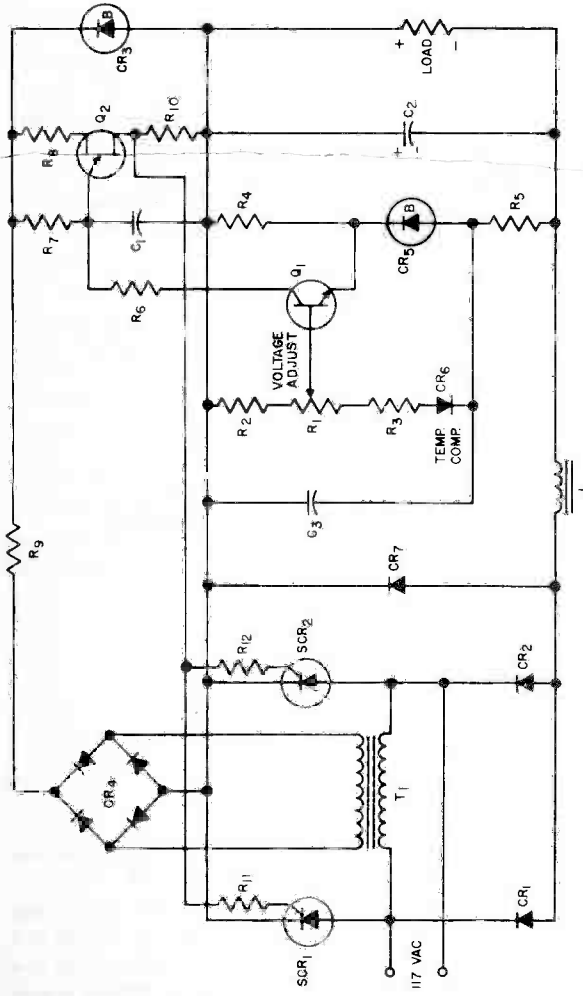 R9
R8
Q2
CR3
B
R7
R10
C1
R6
R4
CR4
R12
R11
SCR2
SCR1
VOLTAGE
ADJUST
Q1
R2
R1
R3
TEMP.
COMP.
CR6
C3
CR7
CR5
B
R5
+
-
C2
+
LOAD
-
T1
117 VAC
CR1
CR2